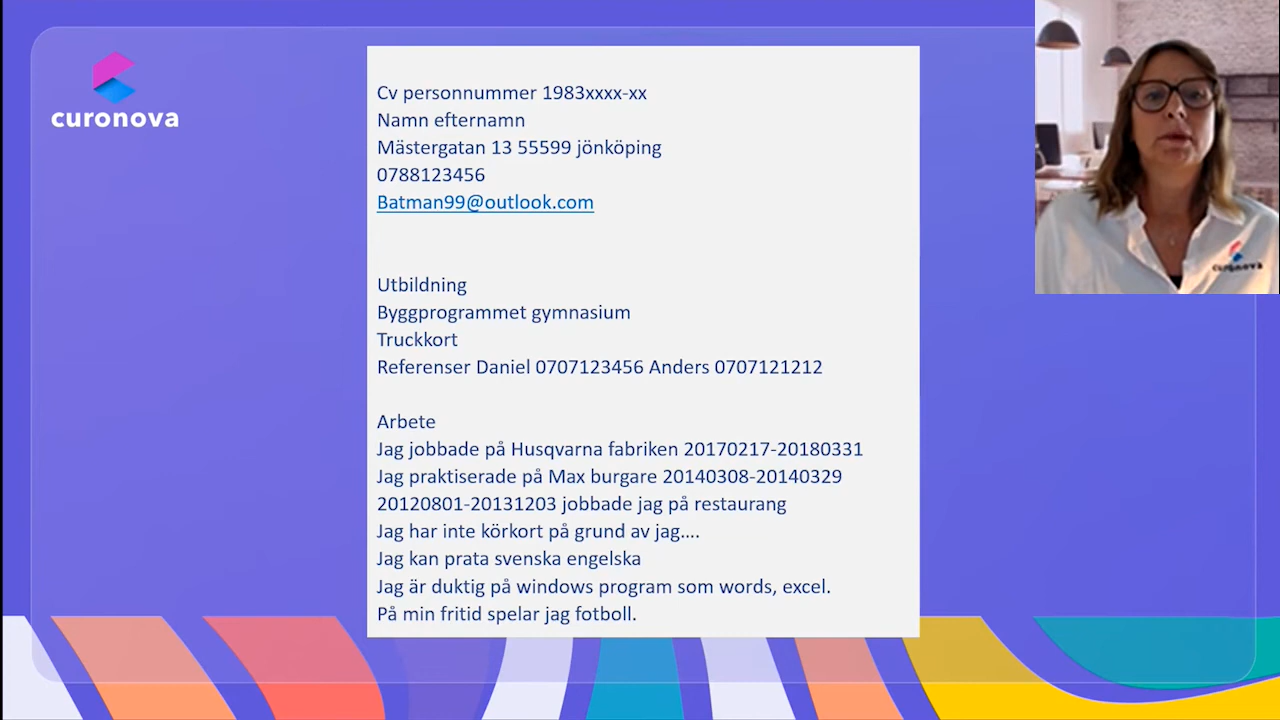 curonova
Cv personnummer 1983xxxx-xx
Namn efternamn
Mästergatan 13 55599 jönköping
0788123456
Batman99@outlook.com
Utbildning
Byggprogrammet gymnasium
Truckkort
Referenser Daniel 0707123456 Anders 0707121212
Arbete
Jag jobbade på Husqvarna fabriken 20170217-20180331
Jag praktiserade på Max burgare 20140308-20140329
20120801-20131203 jobbade jag på restaurang
Jag har inte körkort på grund av jag....
Jag kan prata svenska engelska
Jag är duktig på windows program som words, excel.
På min fritid spelar jag fotboll.
curonova